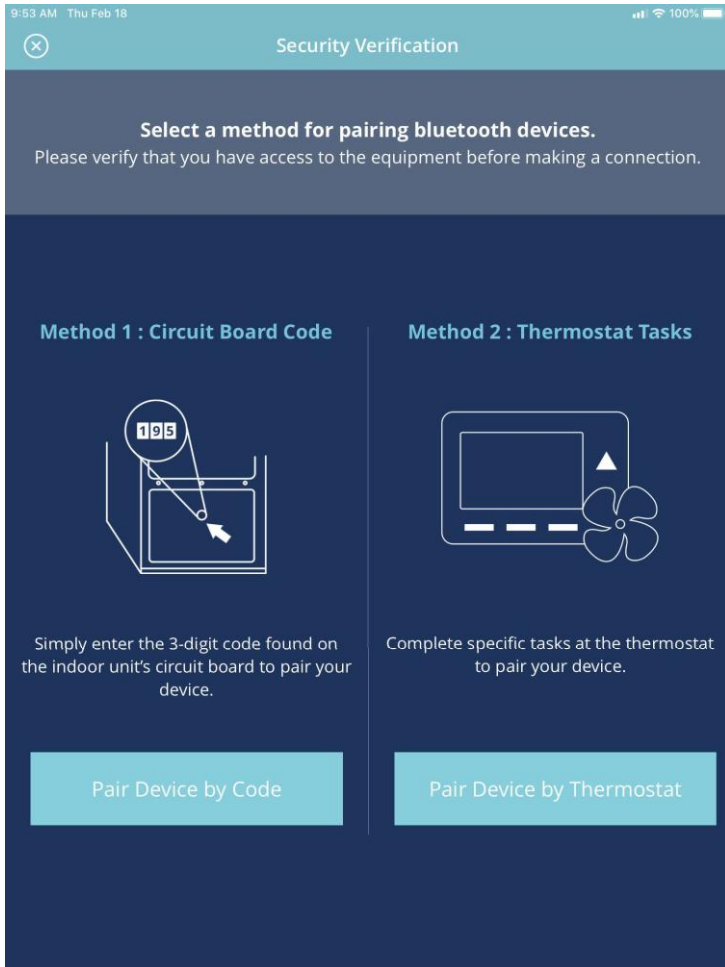 9:53 AM Thu Feb 18
100%
Security Verification
Select a method for pairing bluetooth devices.
Please verify that you have access to the equipment before making a connection.
Method 1 : Circuit Board Code
195
Simply enter the 3-digit code found on
the indoor unit's circuit board to pair your
device.
Pair Device by Code
Method 2 : Thermostat Tasks
Complete specific tasks at the thermostat
to pair your device.
Pair Device by Thermostat